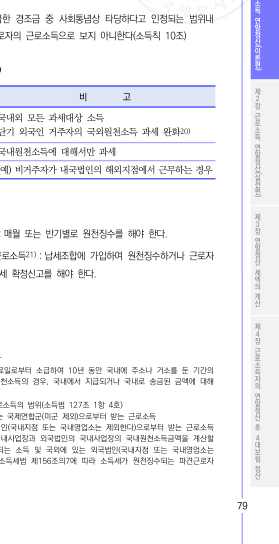 한 경조금 중 사회통념상 타당하다고 인정되는 범위내
로자의 근로소득으로 보지 아니한다(소득칙 10조)
비 고
국내외 모든 과세대상 소득
단기 외국인 거주자의 국외원천소득 과세 완화20)
국내원천소득에 대해서만 과세
예) 비거주자가 내국법인의 해외지점에서 근무하는 경우
: 매월 또는 반기별로 원천징수를 해야 한다.
근로소득21) : 납세조합에 가입하여 원천징수하거나 근로자
세 확정신고를 해야 한다.
료일로부터 소급하여 10년 동안 국내에 주소나 거소를 둔 기간의
천소득의 경우, 국내에서 지급되거나 국내로 송금된 금액에 대해
로소득의 범위(소득법 127조 1항 4호)
는 국제연합군(미군 제외)으로부터 받는 근로소득
인(국내지점 또는 국내영업소는 제외한다)으로부터 받는 근로소득
내사업장과 외국법인의 국내사업장의 국내원천소득금액을 계산할
되는 소득 및 국외에 있는 외국법인(국내지점 또는 국내영업소는
소득세법 제156조의7에 따라 소득세가 원천징수되는 파견근로자
소득 연말정산(이론편)
제2장 근로소득 연말정산(실전편)
제3장 연말정산 세액의 계산
제4장 근로소득자의 연말정산 후 4대보험 정산
79